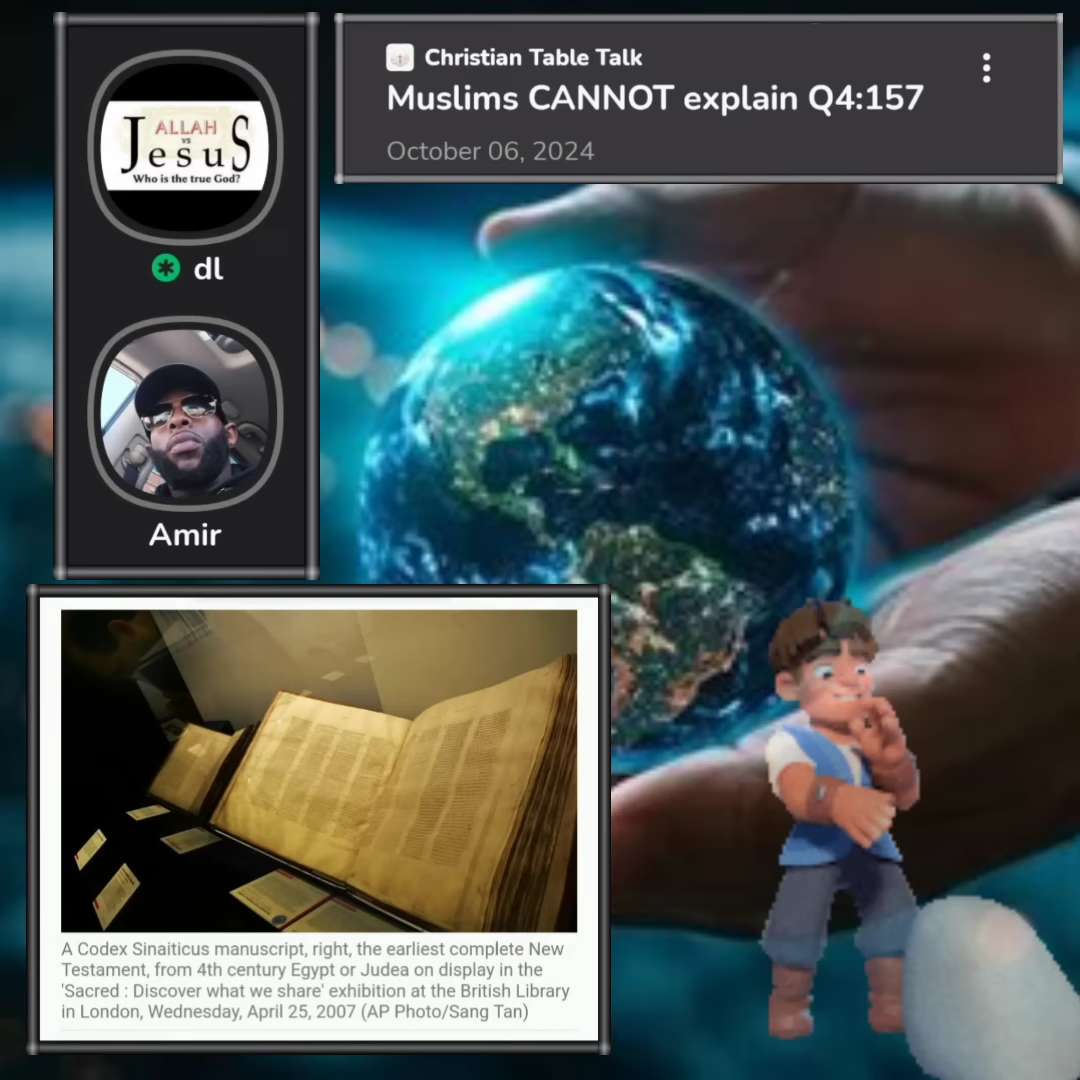 ALLAH
vs
Jesus
Who is the true God?
dl
Amir
Christian Table Talk
Muslims CANNOT explain Q4:157
October 06, 2024
A Codex Sinaiticus manuscript, right, the earliest complete New
Testament, from 4th century Egypt or Judea on display in the
'Sacred : Discover what we share' exhibition at the British Library
in London, Wednesday, April 25, 2007 (AP Photo/Sang Tan)